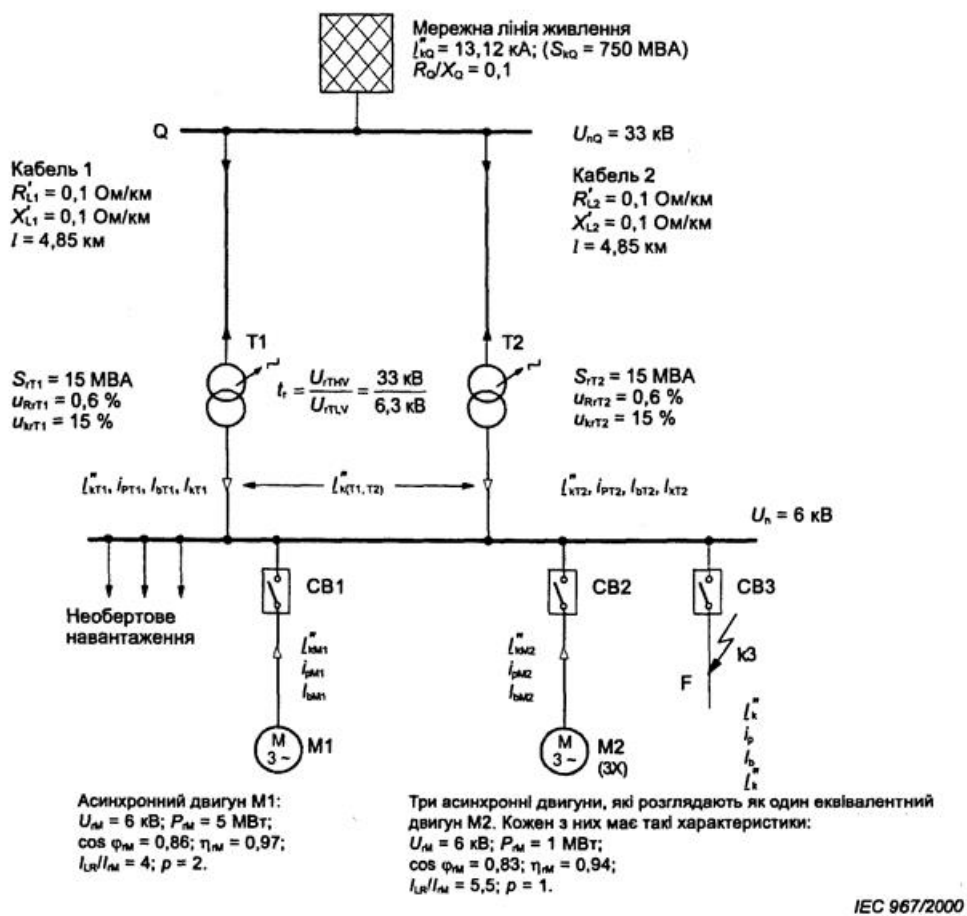 Мережна лінія живлення
I"kQ = 13,12 кА; (SkQ = 750 МВА)
RQ/XQ = 0,1
Q
UnQ = 33 кВ
Кабель 1
R'L1 = 0,1 Ом/км
X'L1 = 0,1 Ом/км
l = 4,85 км
Кабель 2
R'L2 = 0,1 Ом/км
X'L2 = 0,1 Ом/км
l = 4,85 км
T1
T2
SrT1 = 15 МВА
uRrT1 = 0,6 %
ukrT1 = 15 %
tr = UrTHV / UrTLV = 33 кВ / 6,3 кВ
SrT2 = 15 МВА
uRrT2 = 0,6 %
ukrT2 = 15 %
I"kT1, iPT1, IbT1, IkT1
I"k(T1, T2)
I"kT2, iPT2, IbT2, IkT2
Un = 6 кВ
Необертове
навантаження
CB1
CB2
CB3
I"kM1
ipM1
IbM1
I"kM2
ipM2
IbM2
k3
F
I"k
ip
Ib
I"k
M
3 ~
M1
M
3 ~
M2
(3X)
Асинхронний двигун М1:
UrM = 6 кВ; PrM = 5 МВт;
cos φrM = 0,86; ηrM = 0,97;
ILR/IrM = 4; p = 2.
Три асинхронні двигуни, які розглядають як один еквівалентний
двигун М2. Кожен з них має такі характеристики:
UrM = 6 кВ; PrM = 1 МВт;
cos φrM = 0,83; ηrM = 0,94;
ILR/IrM = 5,5; p = 1.
IEC 967/2000